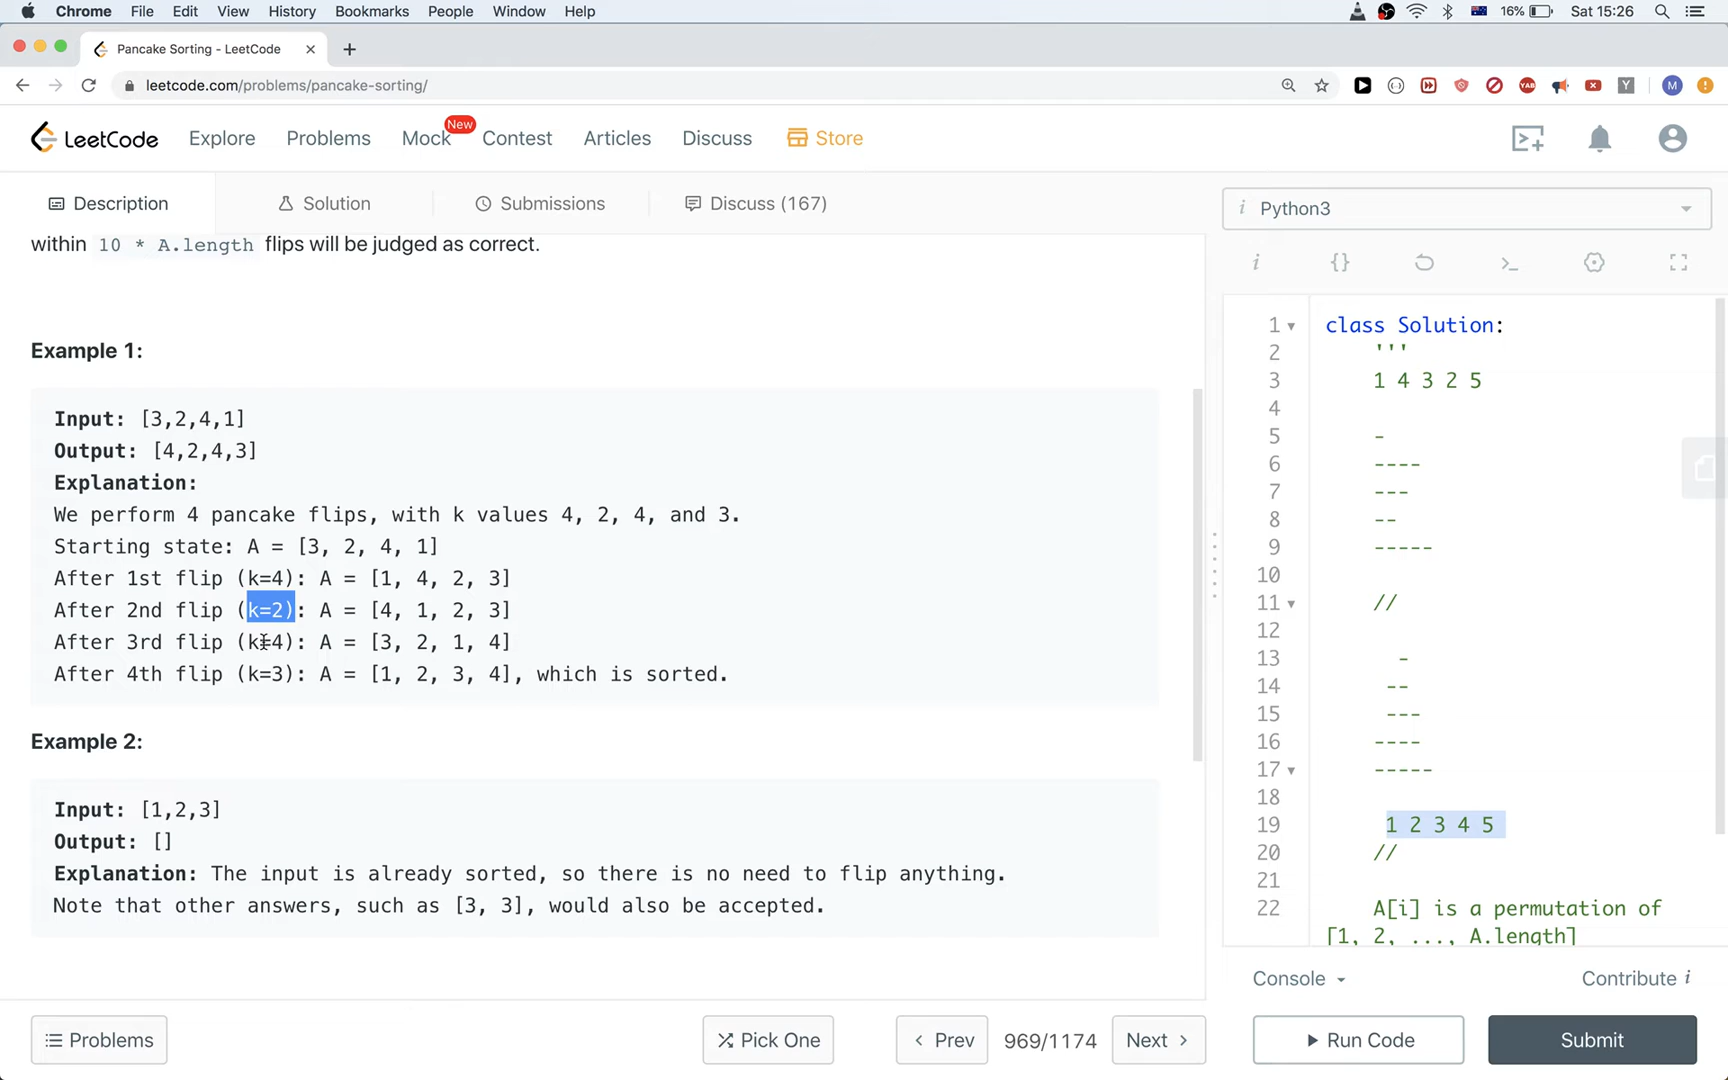 Chrome File Edit View History Bookmarks People Window Help 16% Sat 15:26
Pancake Sorting - LeetCode
leetcode.com/problems/pancake-sorting/
YAB Y M
LeetCode Explore Problems Mock New Contest Articles Discuss Store
Description Solution Submissions Discuss (167)
i Python3
within 10 * A.length flips will be judged as correct.
i {} >_
Example 1:
Input: [3,2,4,1]
Output: [4,2,4,3]
Explanation:
We perform 4 pancake flips, with k values 4, 2, 4, and 3.
Starting state: A = [3, 2, 4, 1]
After 1st flip (k=4): A = [1, 4, 2, 3]
After 2nd flip (k=2): A = [4, 1, 2, 3]
After 3rd flip (k=4): A = [3, 2, 1, 4]
After 4th flip (k=3): A = [1, 2, 3, 4], which is sorted.
Example 2:
Input: [1,2,3]
Output: []
Explanation: The input is already sorted, so there is no need to flip anything.
Note that other answers, such as [3, 3], would also be accepted.
1 class Solution:
2 '''
3 1 4 3 2 5
4
5 -
6 ----
7 ---
8 --
9 -----
10
11 //
12
13 -
14 --
15 ---
16 ----
17 -----
18
19 1 2 3 4 5
20 //
21
22 A[i] is a permutation of
[1, 2, ..., A.length]
Console Contribute i
Problems Pick One Prev 969/1174 Next Run Code Submit